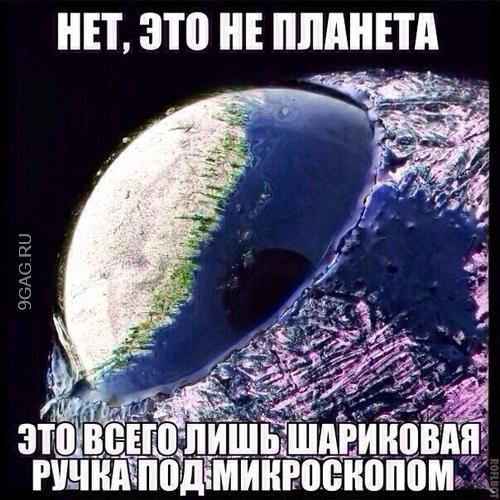 НЕТ, ЭТО НЕ ПЛАНЕТА
9GAG.RU
ЭТО ВСЕГО ЛИШЬ ШАРИКОВАЯ
РУЧКА ПОД МИКРОСКОПОМ